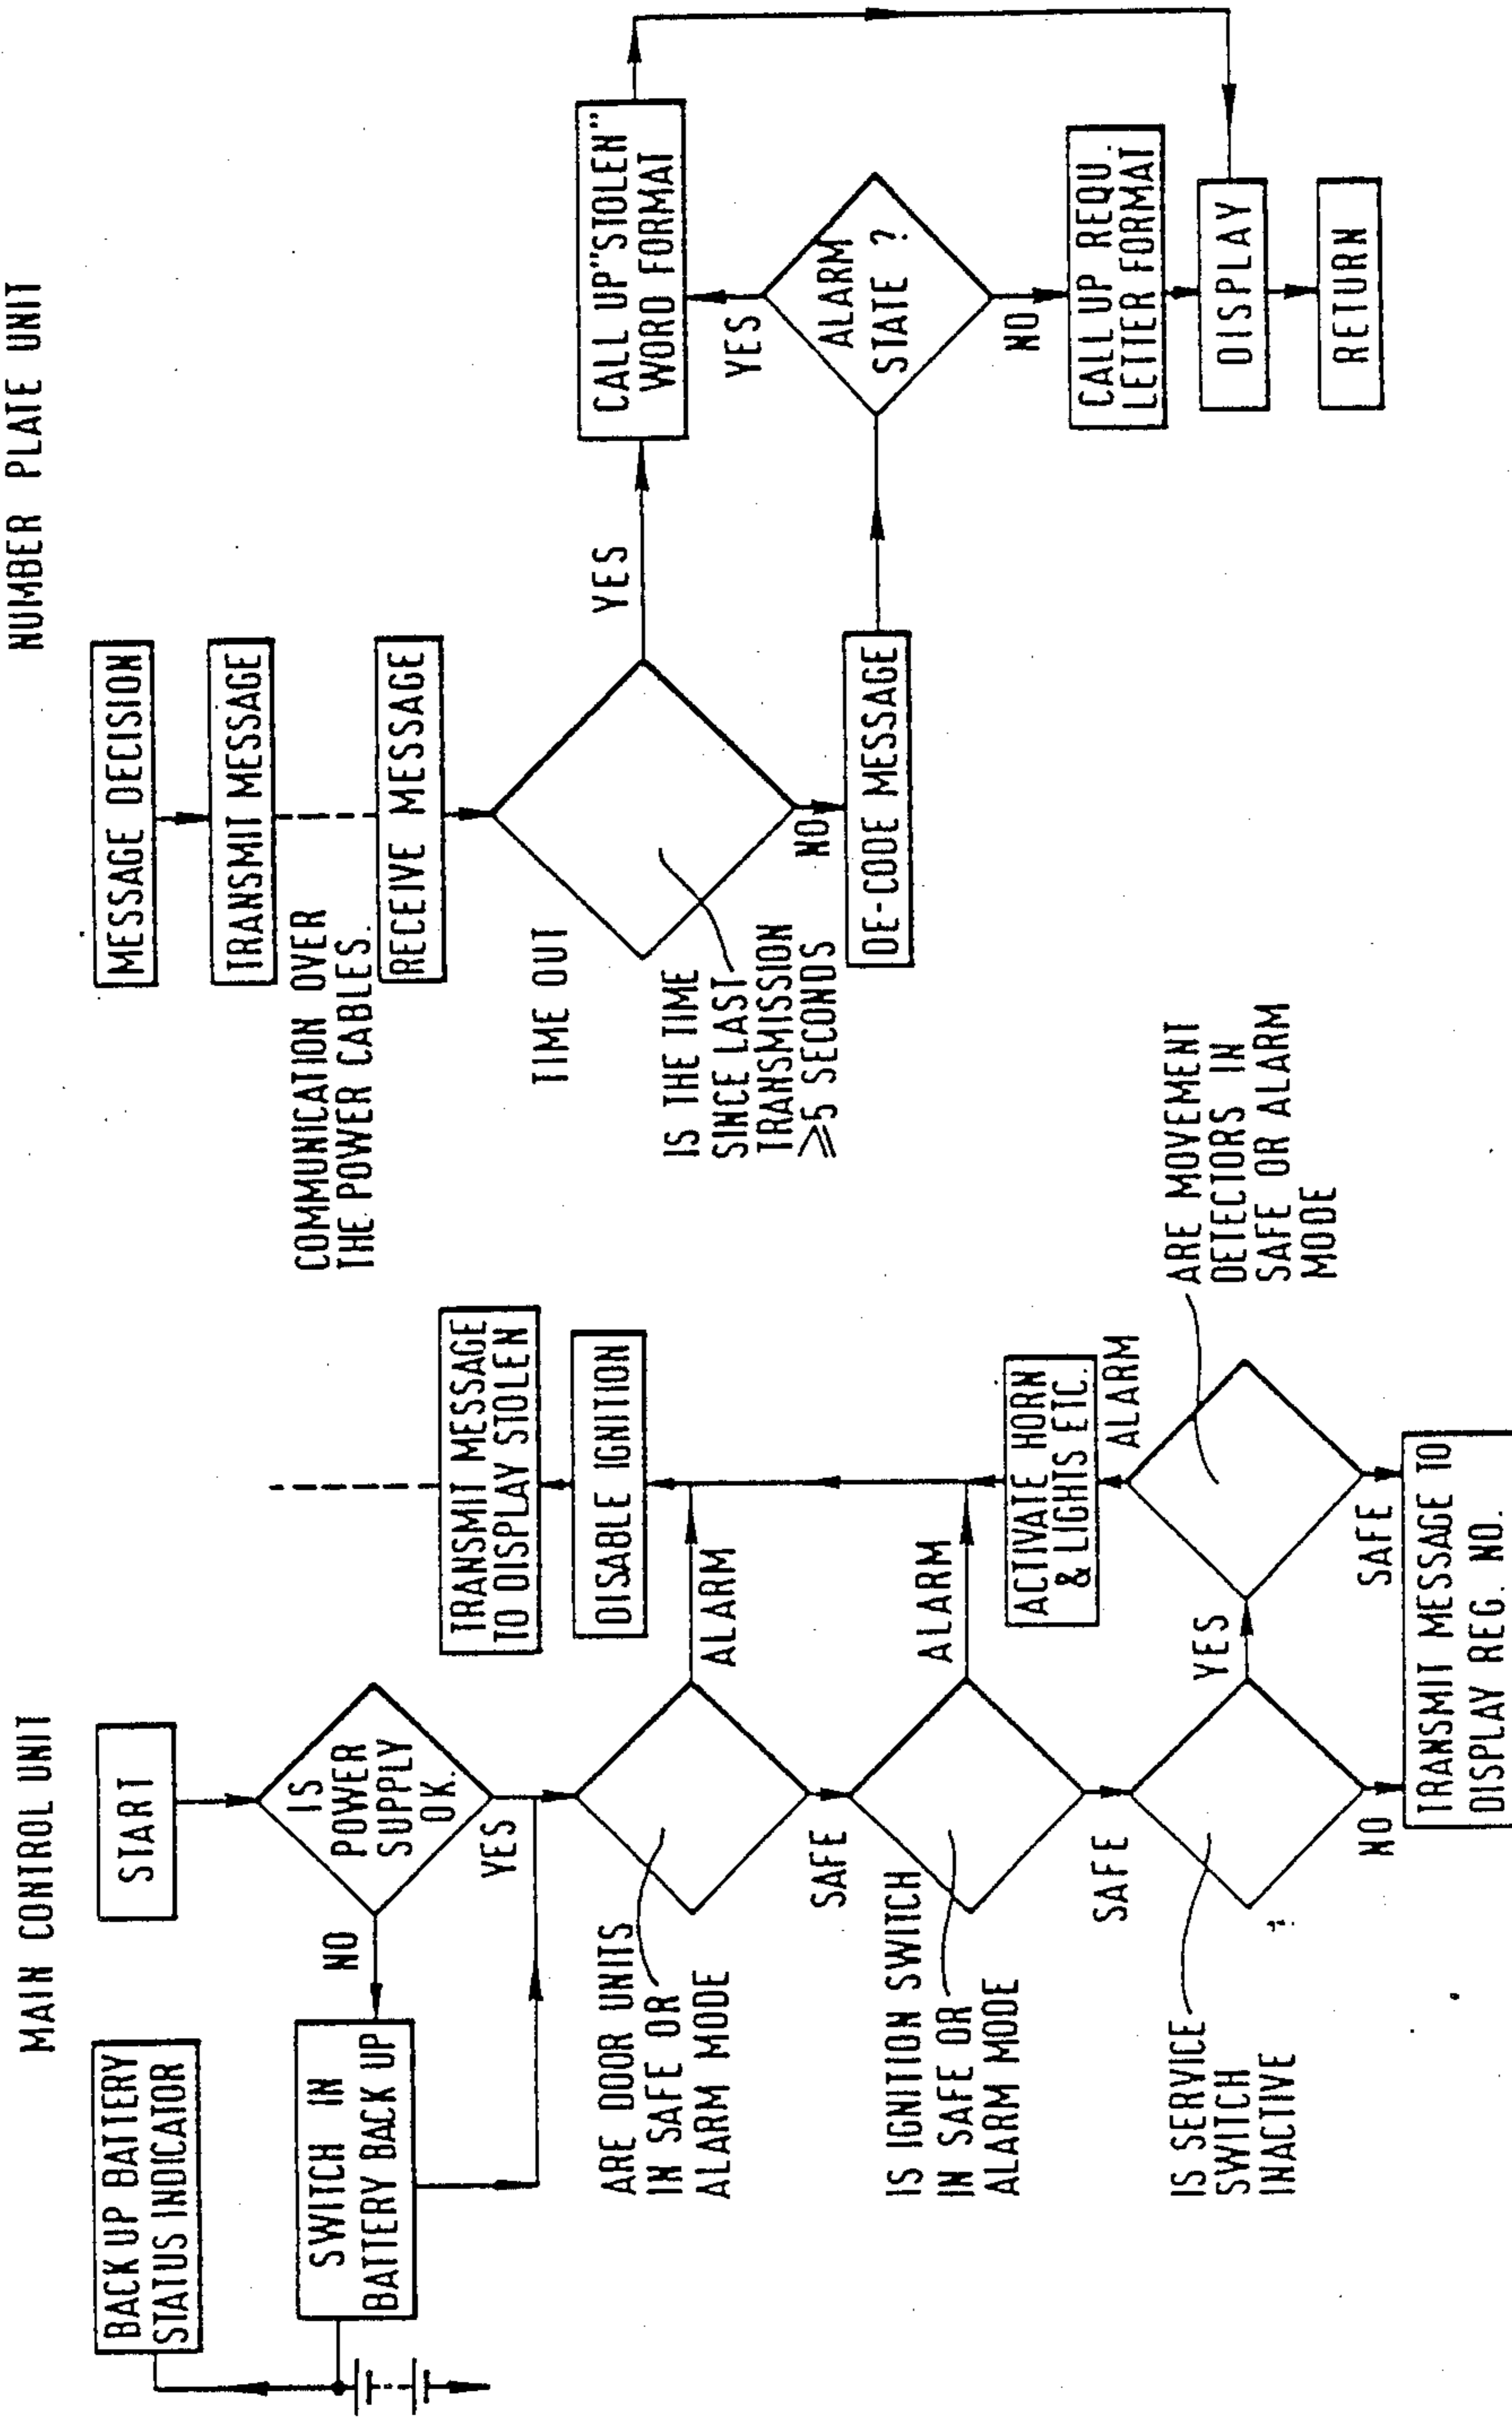 MAIN CONTROL UNIT
BACK UP BATTERY
STATUS INDICATOR
START
SWITCH IN
BATTERY BACK UP
NO
IS
POWER
SUPPLY
OK.
YES
ARE DOOR UNITS
IN SAFE OR
ALARM MODE
ALARM
SAFE
IS IGNITION SWITCH
IN SAFE OR
ALARM MODE
ALARM
SAFE
IS SERVICE
SWITCH
INACTIVE
YES
NO
TRANSMIT MESSAGE
TO DISPLAY STOLEN
DISABLE IGNITION
ACTIVATE HORN
& LIGHTS ETC.
ALARM
ARE MOVEMENT
DETECTORS IN
SAFE OR ALARM
MODE
SAFE
TRANSMIT MESSAGE TO
DISPLAY REG. NO.
NUMBER PLATE UNIT
MESSAGE DECISION
TRANSMIT MESSAGE
COMMUNICATION OVER
THE POWER CABLES.
RECEIVE MESSAGE
TIME OUT
IS THE TIME
SINCE LAST
TRANSMISSION
⩾5 SECONDS
YES
NO
DE-CODE MESSAGE
CALL UP "STOLEN"
WORD FORMAT
YES
ALARM
STATE ?
NO
CALL UP REQU.
LETTER FORMAT
DISPLAY
RETURN